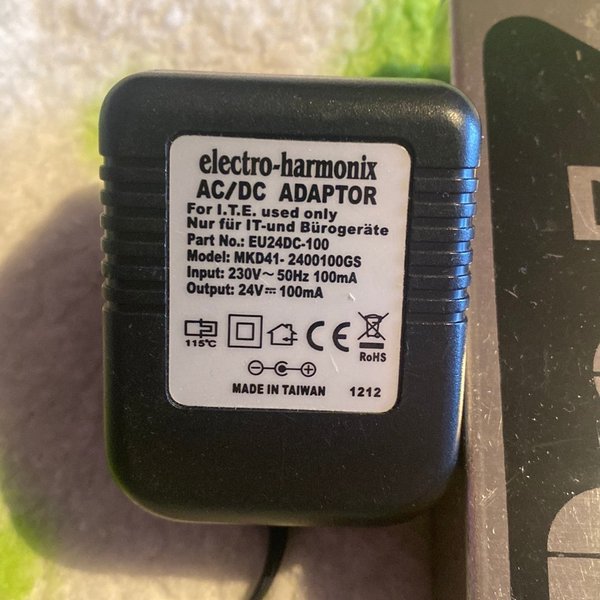 electro-harmonix
AC/DC ADAPTOR
For I.T.E. used only
Nur für IT-und Bürogeräte
Part No.: EU24DC-100
Model: MKD41- 2400100GS
Input: 230V~50Hz 100mA
Output: 24V⎓100mA
115°C
CE
RoHS
MADE IN TAIWAN 1212